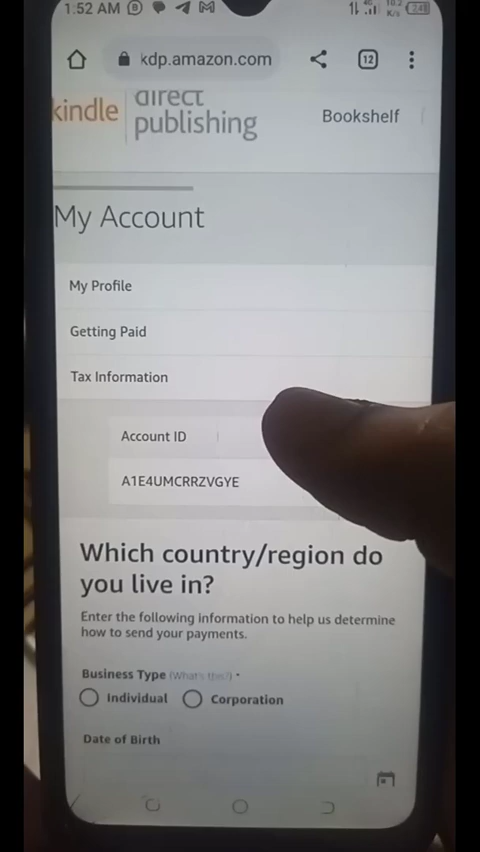 1:52 AM
kdp.amazon.com
12
kindle direct publishing
Bookshelf
My Account
My Profile
Getting Paid
Tax Information
Account ID
A1E4UMCRRZVGYE
Which country/region do
you live in?
Enter the following information to help us determine
how to send your payments.
Business Type (What's this?) *
Individual
Corporation
Date of Birth